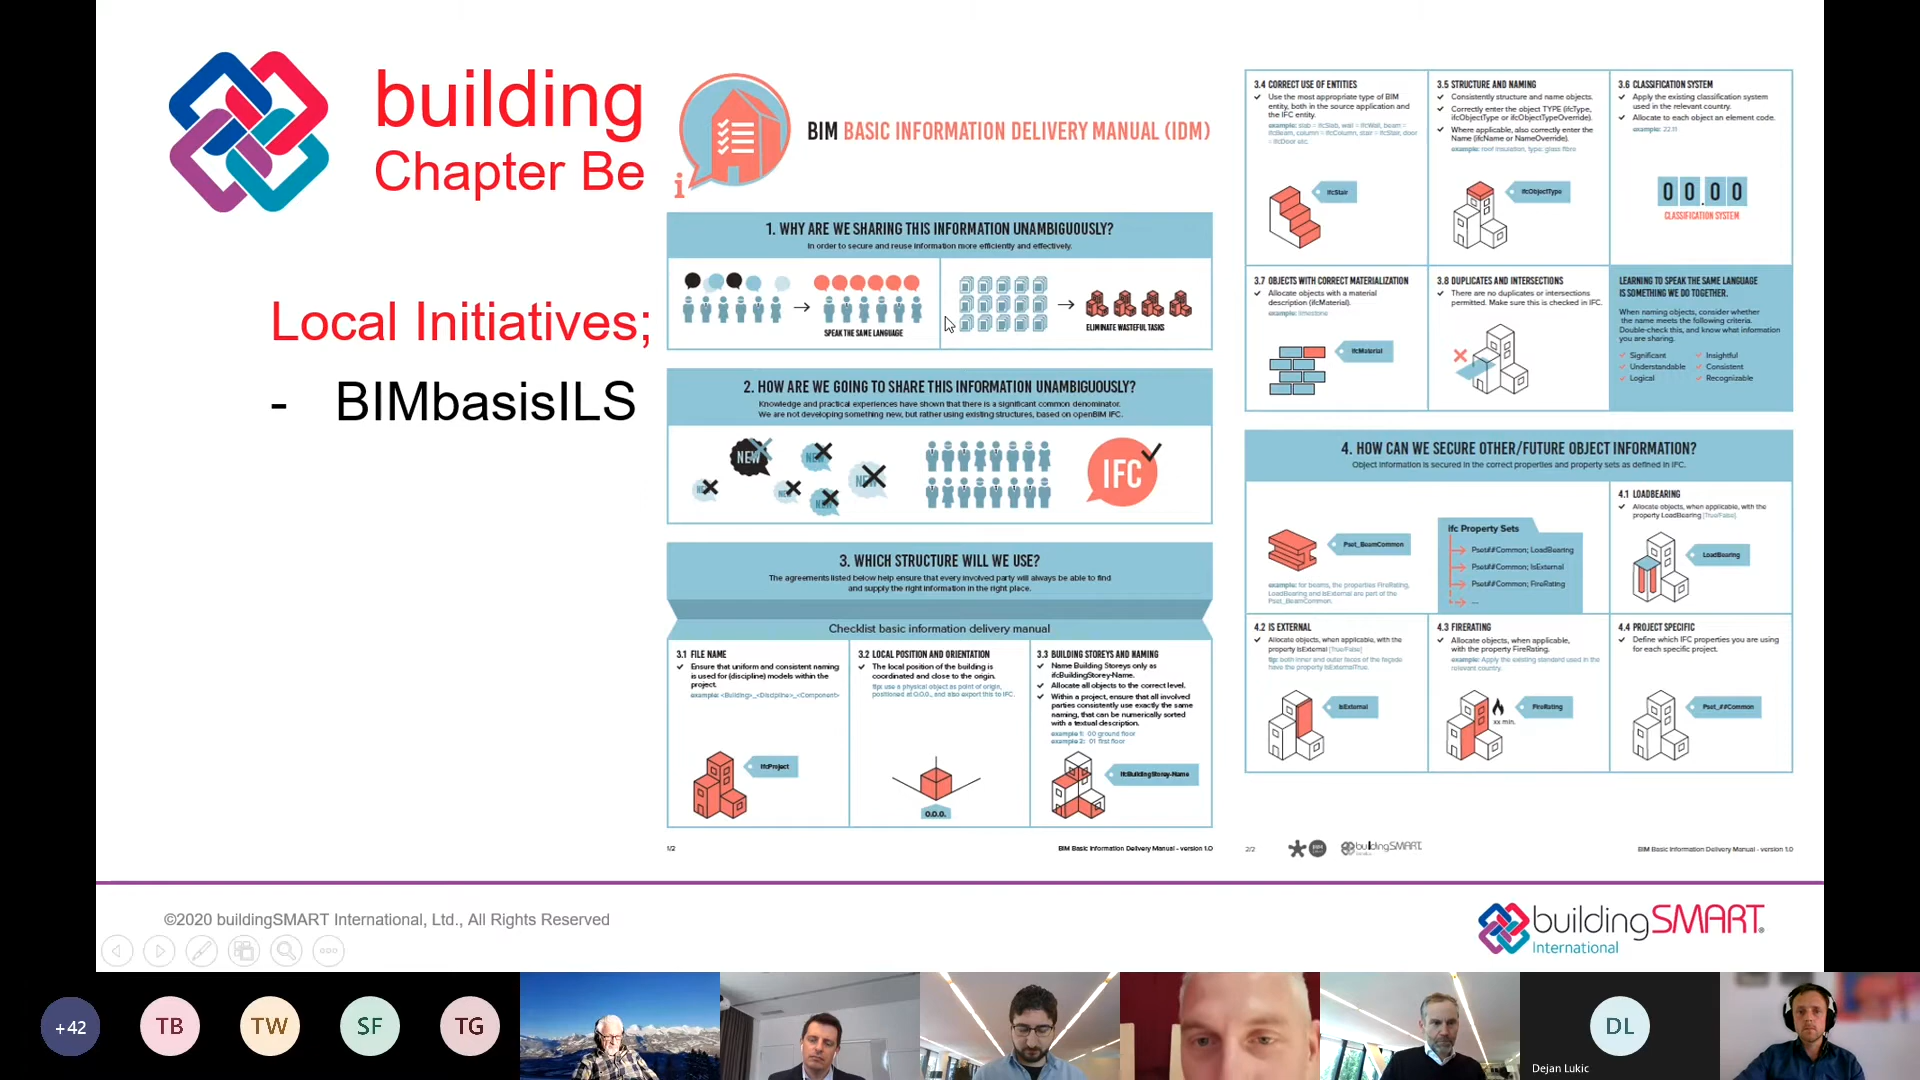 building
Chapter Be
Local Initiatives;
- BIMbasisILS
BIM BASIC INFORMATION DELIVERY MANUAL (IDM)
1. WHY ARE WE SHARING THIS INFORMATION UNAMBIGUOUSLY?
In order to secure and reuse information more efficiently and effectively.
SPEAK THE SAME LANGUAGE
ELIMINATE WASTEFUL TASKS
2. HOW ARE WE GOING TO SHARE THIS INFORMATION UNAMBIGUOUSLY?
Knowledge and practical experiences have shown that there is a significant common denominator.
We are not developing something new, but rather using existing structures, based on openBIM IFC.
NEW
IFC
3. WHICH STRUCTURE WILL WE USE?
The agreements listed below help ensure that every involved party will always be able to find
and supply the right information in the right place.
Checklist basic information delivery manual
3.1 FILE NAME
✓ Ensure that uniform and consistent naming
is used for (discipline) models within the
project.
example: <Building>_<Discipline>_<Component>
IfcProject
3.2 LOCAL POSITION AND ORIENTATION
✓ The local position of the building is
coordinated and close to the origin.
tip: use a physical object as point of origin,
positioned at 0.0.0., and also export this to IFC.
0.0.0.
3.3 BUILDING STOREYS AND NAMING
✓ Name Building Storeys only as
ifcBuildingStorey-Name.
✓ Allocate all objects to the correct level.
✓ Within a project, ensure that all involved
parties consistently use exactly the same
naming, that can be numerically sorted
with a textual description.
example 1: 00 ground floor
example 2: 01 first floor
IfcBuildingStorey-Name
1/2
BIM Basic Information Delivery Manual - version 1.0
3.4 CORRECT USE OF ENTITIES
✓ Use the most appropriate type of BIM
entity, both in the source application and
the IFC entity.
example: slab = ifcSlab, wall = ifcWall, beam =
ifcBeam, column = ifcColumn, stair = ifcStair, door
= ifcDoor etc.
ifcStair
3.5 STRUCTURE AND NAMING
✓ Consistently structure and name objects.
✓ Correctly enter the object TYPE (ifcType,
ifcObjectType or ifcObjectTypeOverride).
✓ Where applicable, also correctly enter the
Name (ifcName or NameOverride).
example: roof insulation, type: glass fibre
ifcObjectType
3.6 CLASSIFICATION SYSTEM
✓ Apply the existing classification system
used in the relevant country.
✓ Allocate to each object an element code.
example: 22.11
00.00
CLASSIFICATION SYSTEM
3.7 OBJECTS WITH CORRECT MATERIALIZATION
✓ Allocate objects with a material
description (ifcMaterial).
example: limestone
ifcMaterial
3.8 DUPLICATES AND INTERSECTIONS
✓ There are no duplicates or intersections
permitted. Make sure this is checked in IFC.
LEARNING TO SPEAK THE SAME LANGUAGE
IS SOMETHING WE DO TOGETHER.
When naming objects, consider whether
the name meets the following criteria.
Double-check this, and know what information
you are sharing.
✓ Significant ✓ Insightful
✓ Understandable ✓ Consistent
✓ Logical ✓ Recognizable
4. HOW CAN WE SECURE OTHER/FUTURE OBJECT INFORMATION?
Object information is secured in the correct properties and property sets as defined in IFC.
Pset_BeamCommon
example: for beams, the properties FireRating,
LoadBearing and IsExternal are part of the
Pset_BeamCommon.
ifc Property Sets
Pset##Common; LoadBearing
Pset##Common; IsExternal
Pset##Common; FireRating
...
4.1 LOADBEARING
✓ Allocate objects, when applicable, with the
property LoadBearing [True/False].
LoadBearing
4.2 IS EXTERNAL
✓ Allocate objects, when applicable, with the
property IsExternal [True/False]
tip: both inner and outer leaves of the façade
have the property IsExternalTrue.
IsExternal
4.3 FIRERATING
✓ Allocate objects, when applicable,
with the property FireRating.
example: Apply the existing standard used in the
relevant country.
xx min.
FireRating
4.4 PROJECT SPECIFIC
✓ Define which IFC properties you are using
for each specific project.
Pset_##Common
2/2
buildingSMART
BIM Basic Information Delivery Manual - version 1.0
©2020 buildingSMART International, Ltd., All Rights Reserved
buildingSMART®
International
+42
TB
TW
SF
TG
DL
Dejan Lukic